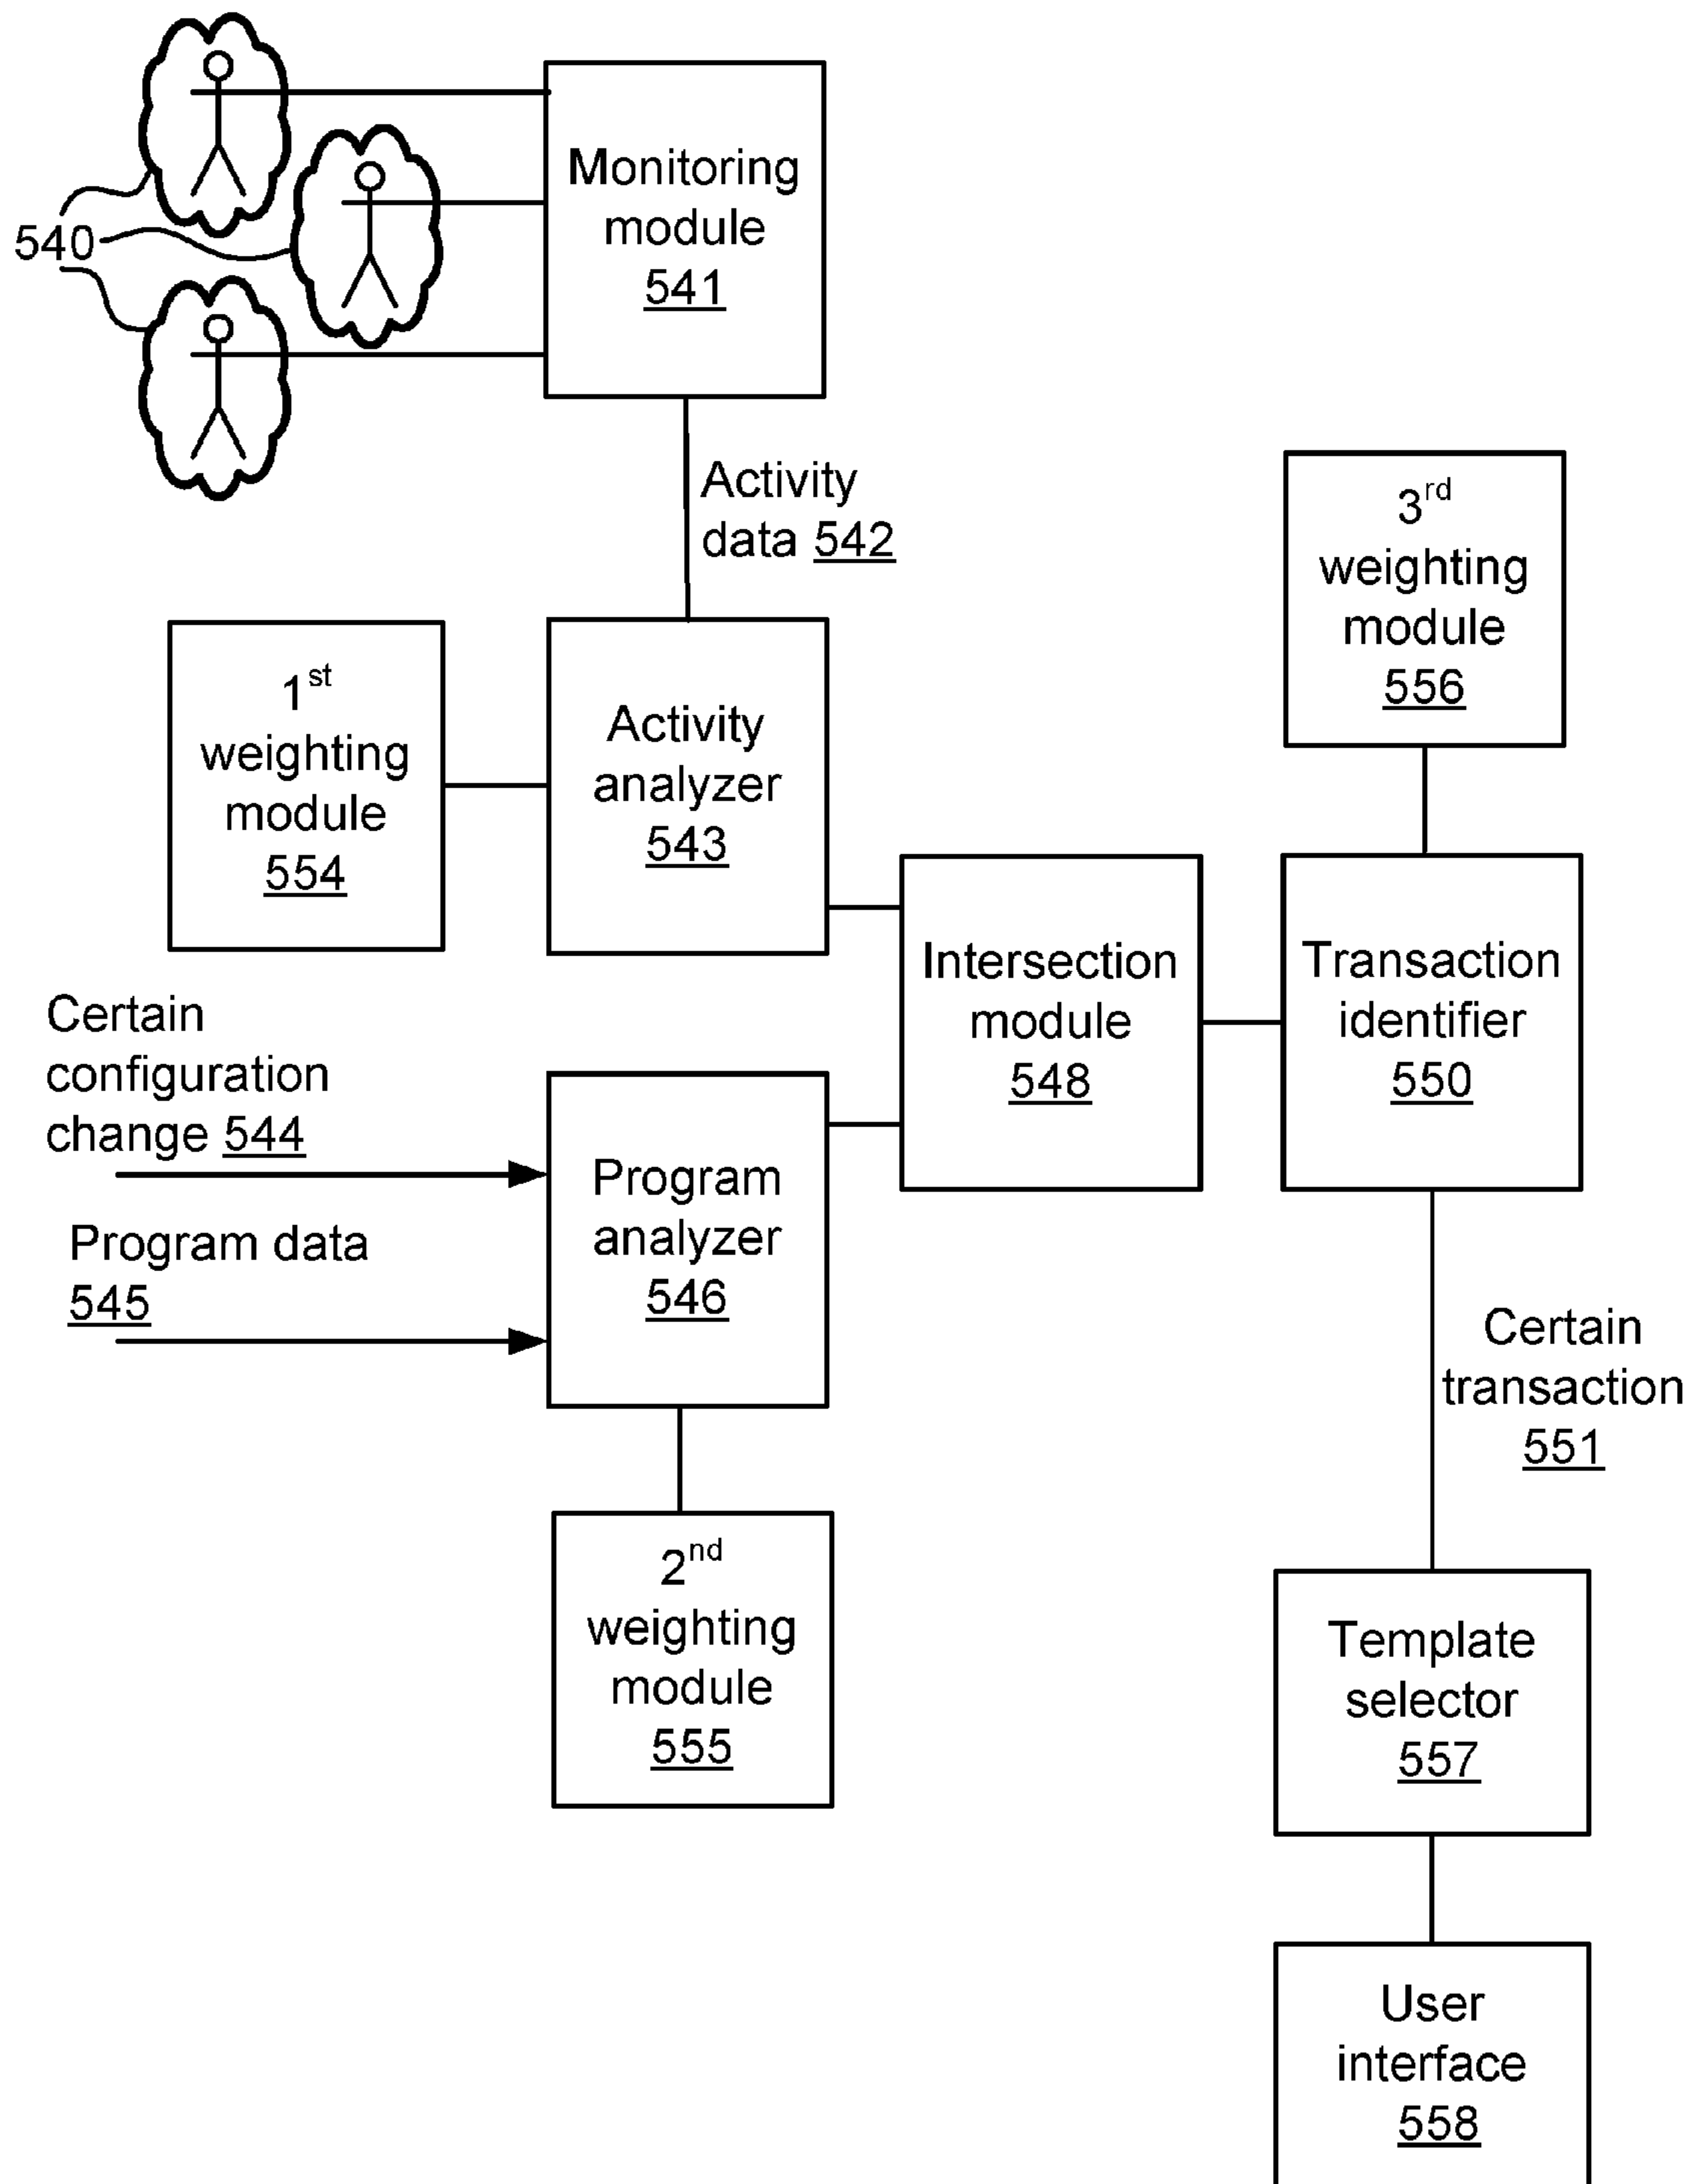 540
Monitoring
module
541
Activity
data 542
1st
weighting
module
554
Activity
analyzer
543
3rd
weighting
module
556
Certain
configuration
change 544
Program data
545
Program
analyzer
546
Intersection
module
548
Transaction
identifier
550
Certain
transaction
551
2nd
weighting
module
555
Template
selector
557
User
interface
558